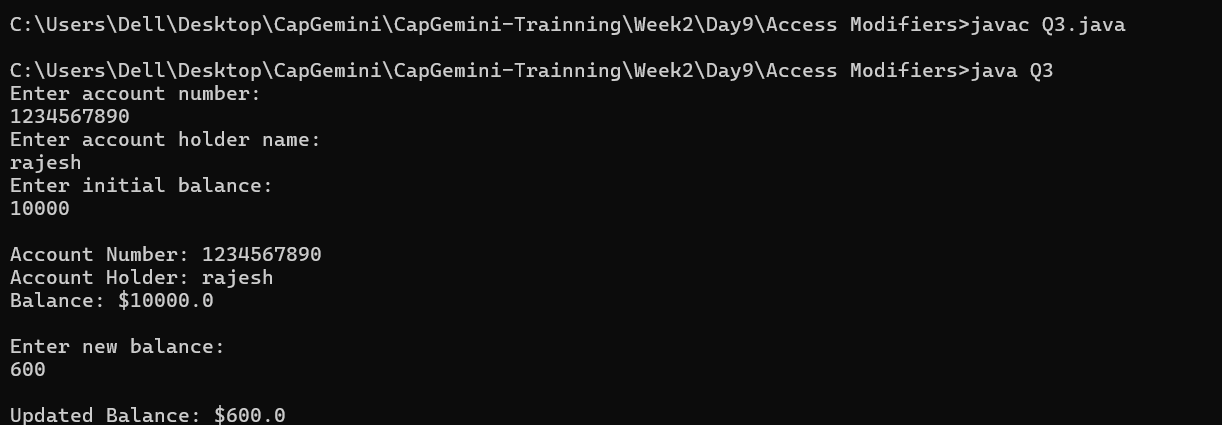 C:\Users\Dell\Desktop\CapGemini\CapGemini-Trainning\Week2\Day9\Access Modifiers>javac Q3.java
C:\Users\Dell\Desktop\CapGemini\CapGemini-Trainning\Week2\Day9\Access Modifiers>java Q3
Enter account number:
1234567890
Enter account holder name:
rajesh
Enter initial balance:
10000
Account Number: 1234567890
Account Holder: rajesh
Balance: $10000.0
Enter new balance:
600
Updated Balance: $600.0